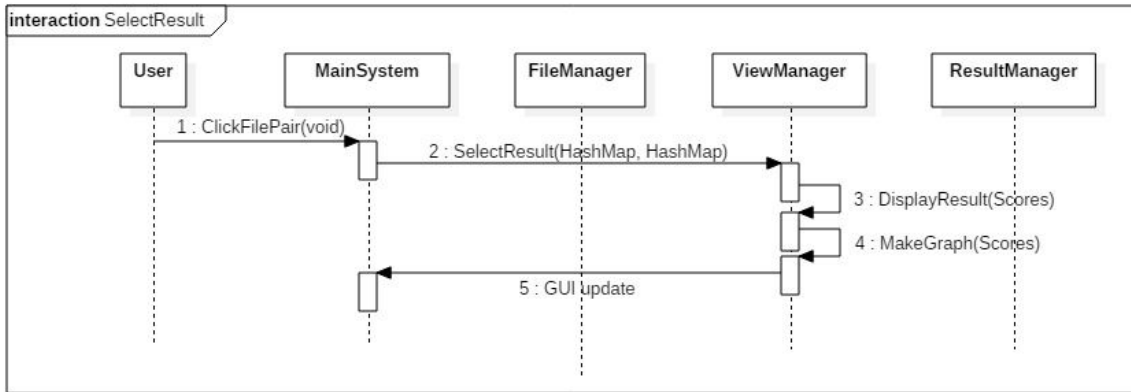 interaction SelectResult
User
MainSystem
FileManager
ViewManager
ResultManager
1 : ClickFilePair(void)
2 : SelectResult(HashMap, HashMap)
3 : DisplayResult(Scores)
4 : MakeGraph(Scores)
5 : GUI update